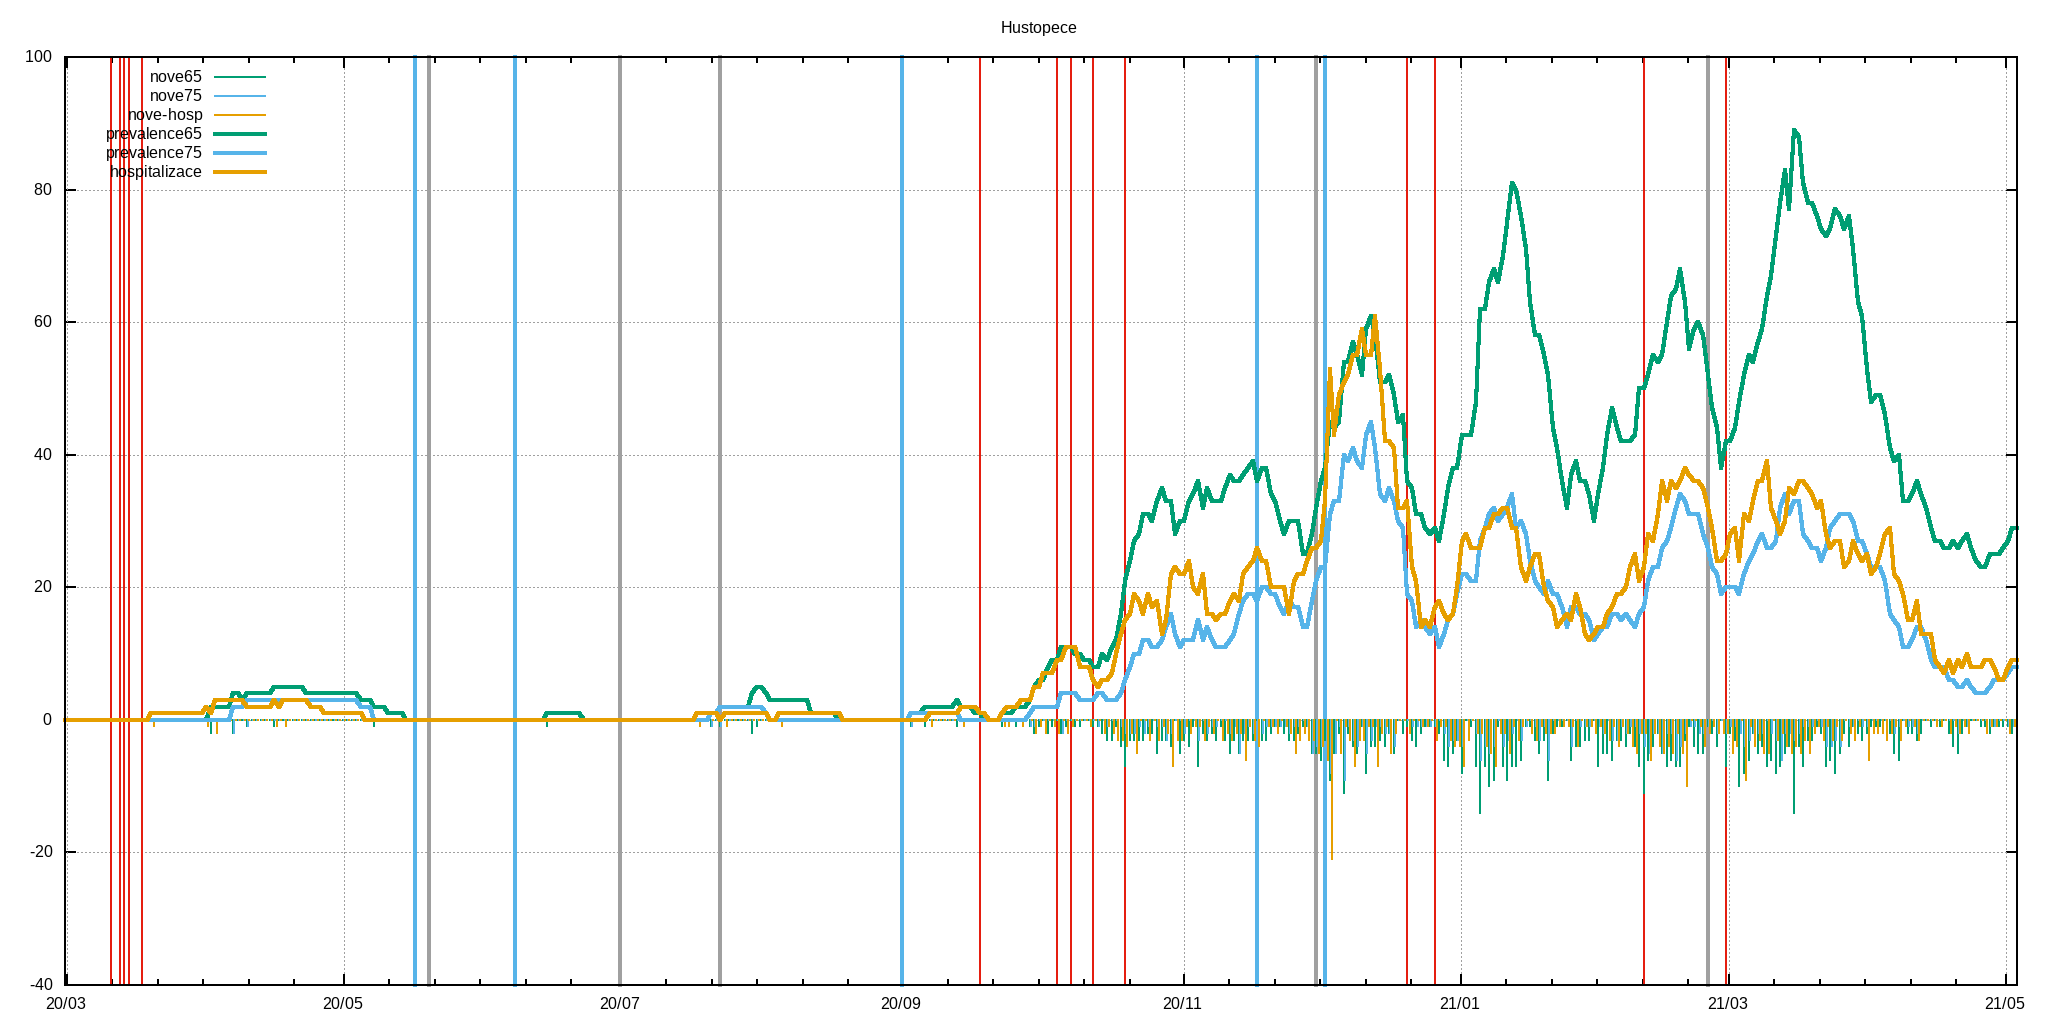 Hustopece
100
nove65
nove75
nove-hosp
prevalence65
prevalence75
hospitalizace
80
60
40
20
0
-20
-40
20/03 20/05 20/07 20/09 20/11 21/01 21/03 21/05